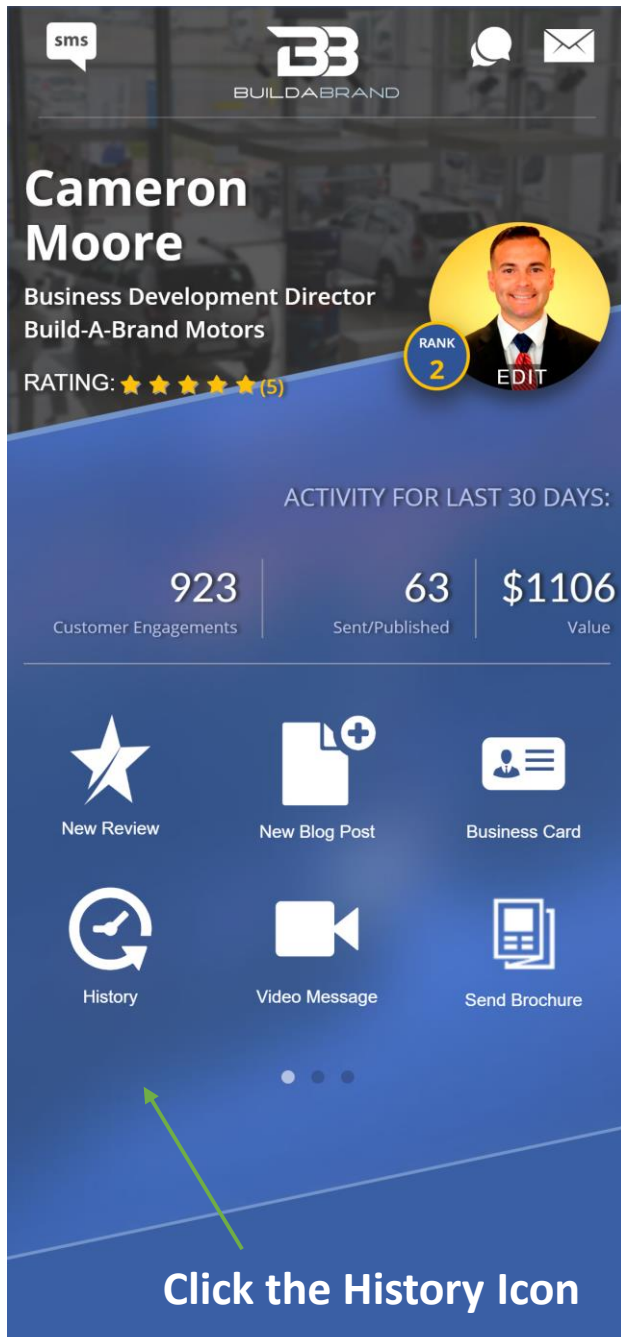 sms
BUILDABRAND
Cameron
Moore
Business Development Director
Build-A-Brand Motors
RATING: (5)
RANK
2
EDIT
ACTIVITY FOR LAST 30 DAYS:
923 63 $1106
Customer Engagements Sent/Published Value
New Review New Blog Post Business Card
History Video Message Send Brochure
Click the History Icon